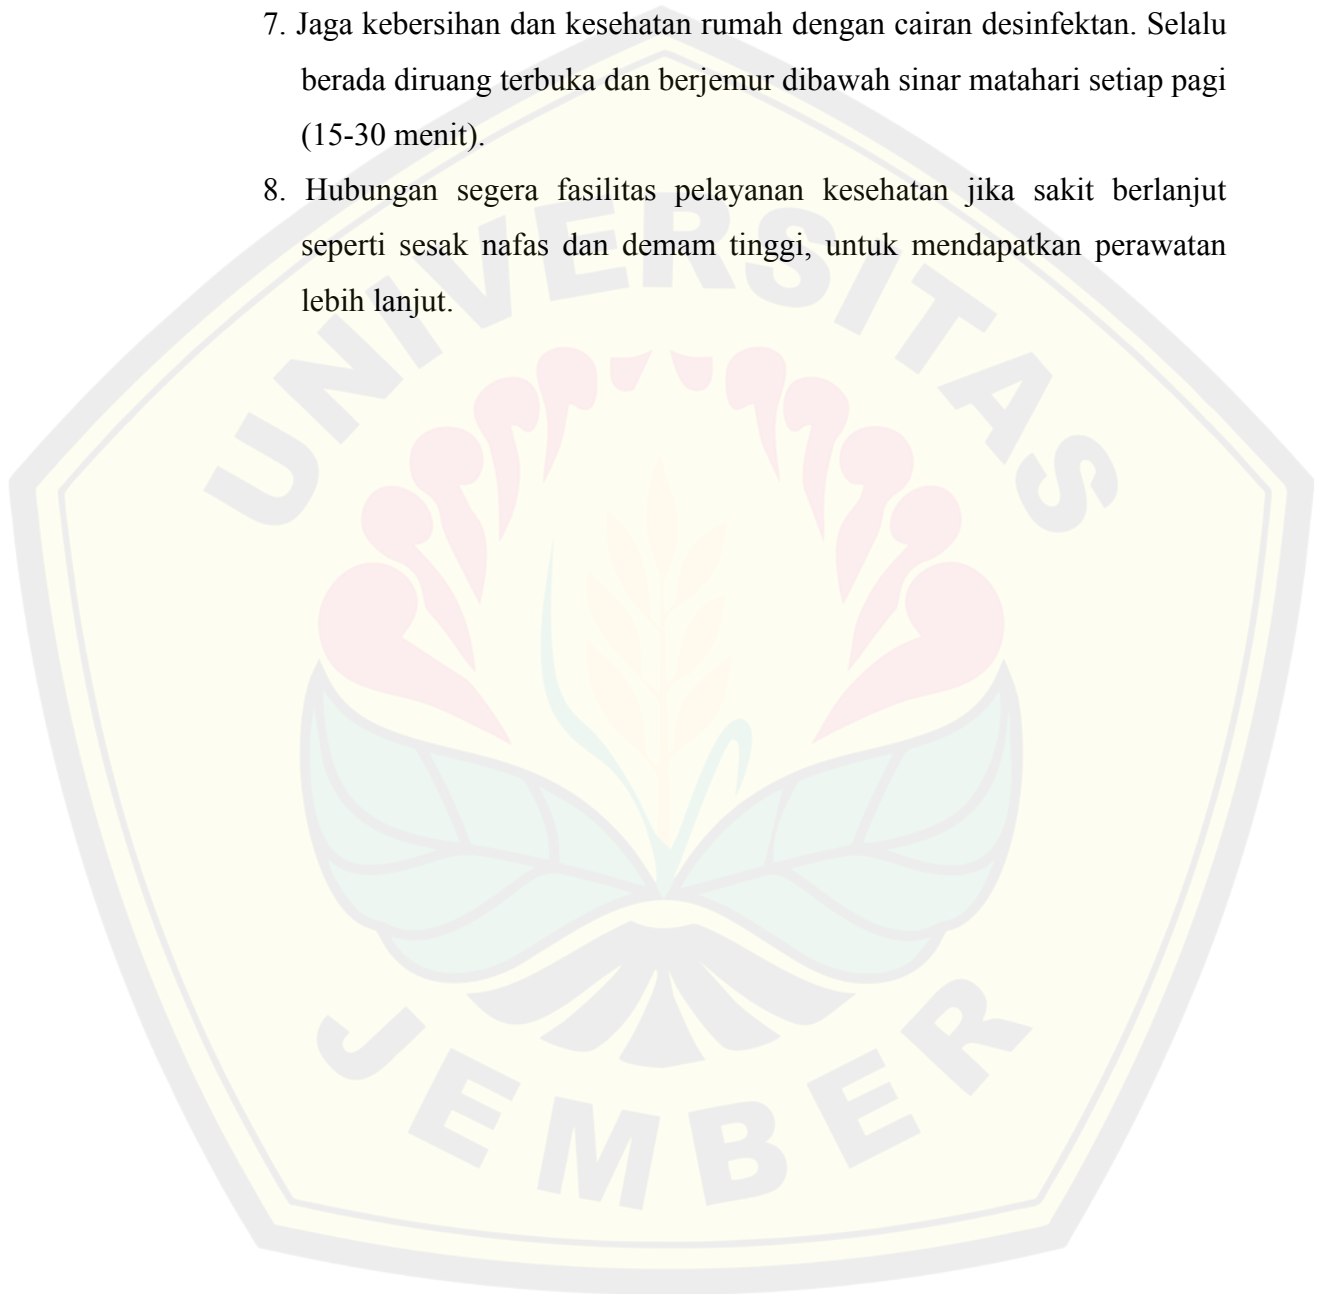 7. Jaga kebersihan dan kesehatan rumah dengan cairan desinfektan. Selalu
berada diruang terbuka dan berjemur dibawah sinar matahari setiap pagi
(15-30 menit).
8. Hubungan segera fasilitas pelayanan kesehatan jika sakit berlanjut
seperti sesak nafas dan demam tinggi, untuk mendapatkan perawatan
lebih lanjut.
UNIVERSITAS
JEMBER